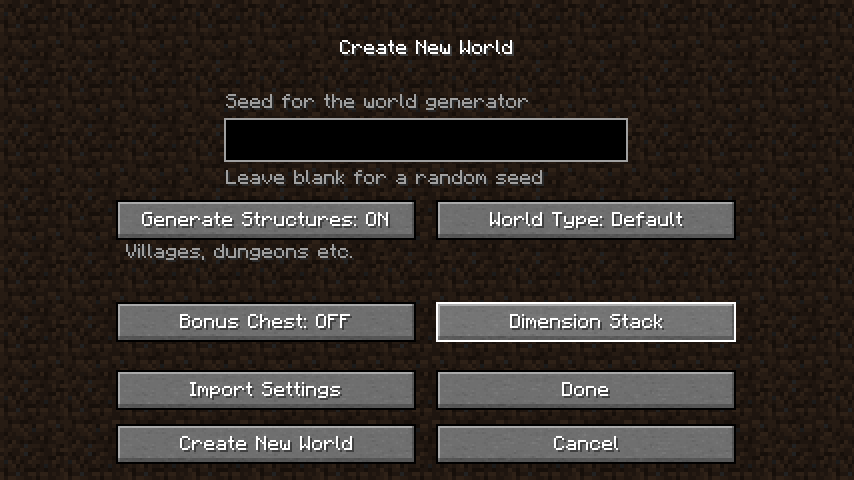 Create New World
Seed for the world generator
Leave blank for a random seed
Generate Structures: ON
World Type: Default
Villages, dungeons etc.
Bonus Chest: OFF
Dimension Stack
Import Settings
Done
Create New World
Cancel